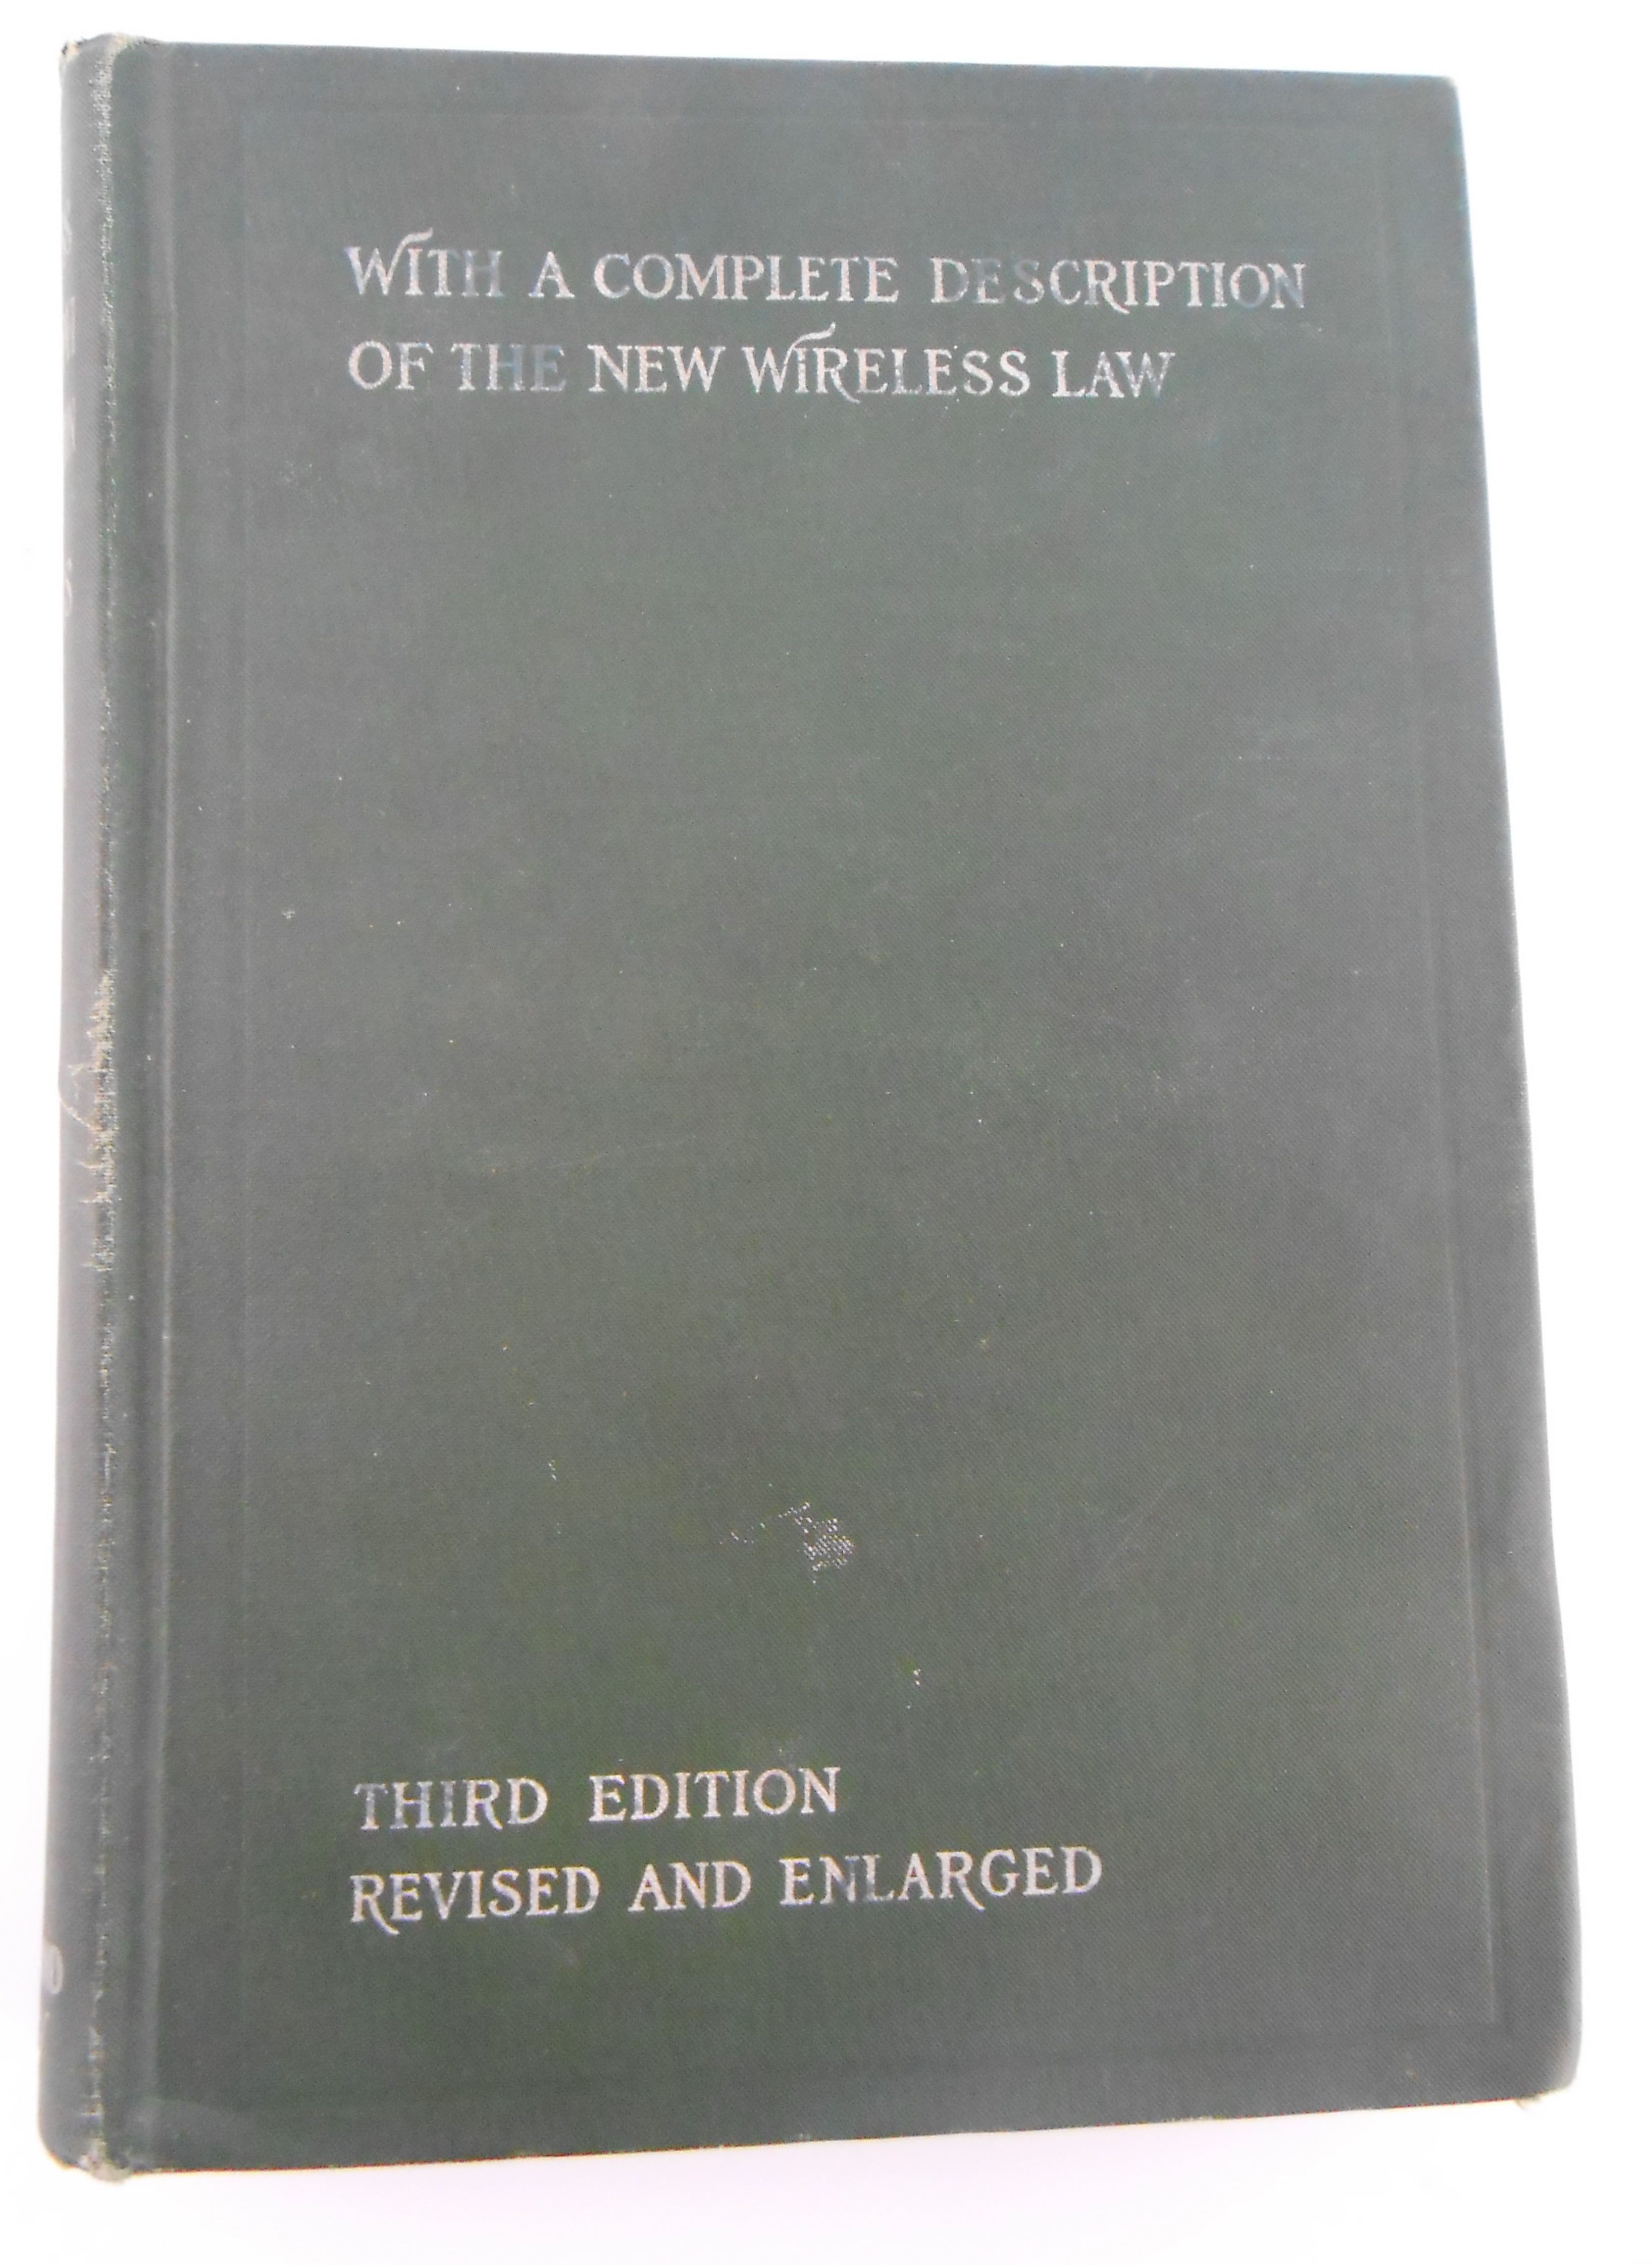 WITH A COMPLETE DESCRIPTION
OF THE NEW WIRELESS LAW
THIRD EDITION
REVISED AND ENLARGED